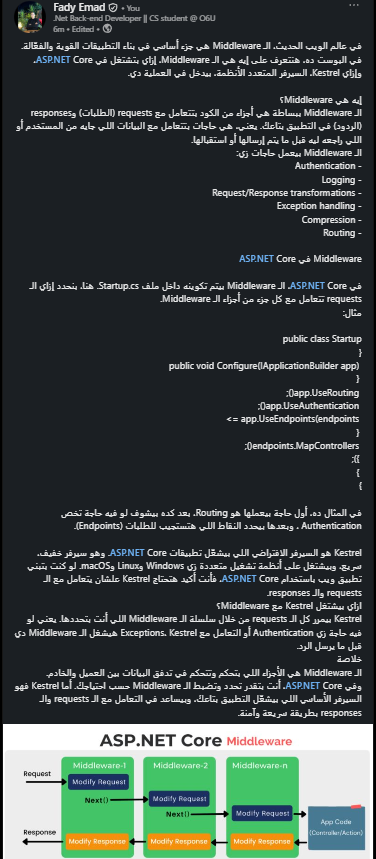 Fady Emad • You
.Net Back-end Developer || CS student @ O6U
6m • Edited •
في عالم الويب الحديث، الـ Middleware هي جزء أساسي في بناء التطبيقات القوية والفعّالة.
في البوست ده، هنتعرف على إيه هي الـ Middleware، إزاي بتشتغل في ASP.NET Core،
وإزاي Kestrel، السيرفر المتعدد الأنظمة، بيدخل في العملية دي.
إيه هي Middleware؟
الـ Middleware ببساطة هي أجزاء من الكود بتتعامل مع requests (الطلبات) وresponses
(الردود) في التطبيق بتاعك. يعني، هي حاجات بتتعامل مع البيانات اللي جايه من المستخدم أو
اللي راجعه ليه قبل ما يتم إرسالها أو استقبالها.
الـ Middleware بيعمل حاجات زي:
- Authentication
- Logging
- Request/Response transformations
- Exception handling
- Compression
- Routing
Middleware في ASP.NET Core
في ASP.NET Core، الـ Middleware بيتم تكوينه داخل ملف Startup.cs. هنا، بنحدد إزاي الـ
requests تتعامل مع كل جزء من أجزاء الـ Middleware.
مثال:
public class Startup
{
public void Configure(IApplicationBuilder app)
{
app.UseRouting();
app.UseAuthentication();
app.UseEndpoints(endpoints =>
{
endpoints.MapControllers();
});
}
}
في المثال ده، أول حاجة بيعملها هو Routing، بعد كده بيشوف لو فيه حاجة تخص
Authentication ، وبعدها بيحدد النقاط اللي هتستجيب للطلبات (Endpoints).
Kestrel هو السيرفر الافتراضي اللي بيشغّل تطبيقات ASP.NET Core. وهو سيرفر خفيف،
سريع، وبيشتغل على أنظمة تشغيل متعددة زي Windows وLinux وmacOS. لو كنت بتبني
تطبيق ويب باستخدام ASP.NET Core، فأنت أكيد هتحتاج Kestrel علشان يتعامل مع الـ
requests والـ responses.
ازاي بيشتغل Kestrel مع Middleware؟
Kestrel بيمرر كل الـ requests من خلال سلسلة الـ Middleware اللي أنت بتحددها. يعني لو
فيه حاجة زي Authentication أو التعامل مع الـ Exceptions، Kestrel هيشغل الـ Middleware دي
قبل ما يرسل الرد.
خلاصة
الـ Middleware هي الأجزاء اللي بتحكم وتتحكم في تدفق البيانات بين العميل والخادم.
وفي ASP.NET Core، أنت بتقدر تحدد وتضبط الـ Middleware حسب احتياجك. أما Kestrel فهو
السيرفر الأساسي اللي بيشغّل التطبيق بتاعك، وبيساعد في التعامل مع الـ requests والـ
responses بطريقة سريعة وآمنة.
ASP.NET Core Middleware
Middleware-1 Middleware-2 Middleware-n
Request
Modify Request
Next()
Modify Request
Next()
Modify Request
App Code
(Controller/Action)
Response
Modify Response Modify Response Modify Response